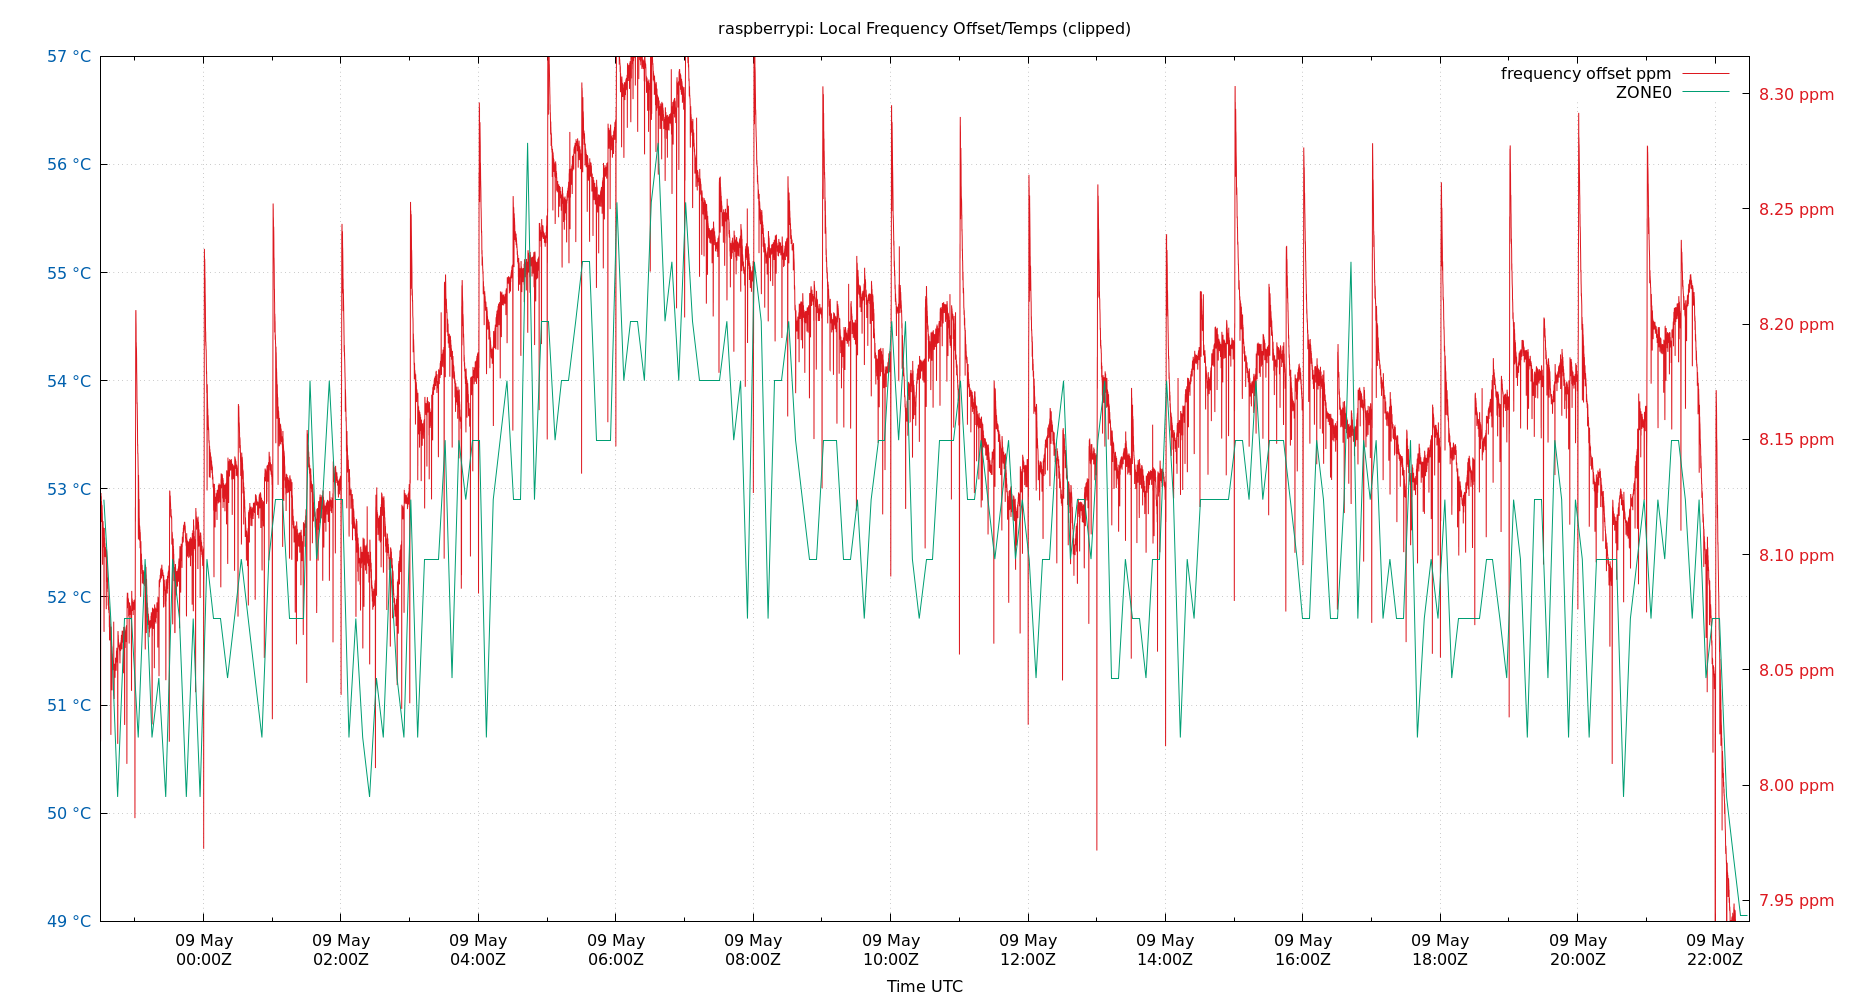 raspberrypi: Local Frequency Offset/Temps (clipped)
frequency offset ppm
ZONE0
57 °C
56 °C
55 °C
54 °C
53 °C
52 °C
51 °C
50 °C
49 °C
8.30 ppm
8.25 ppm
8.20 ppm
8.15 ppm
8.10 ppm
8.05 ppm
8.00 ppm
7.95 ppm
09 May 09 May 09 May 09 May 09 May 09 May 09 May 09 May 09 May 09 May 09 May 09 May
00:00Z 02:00Z 04:00Z 06:00Z 08:00Z 10:00Z 12:00Z 14:00Z 16:00Z 18:00Z 20:00Z 22:00Z
Time UTC